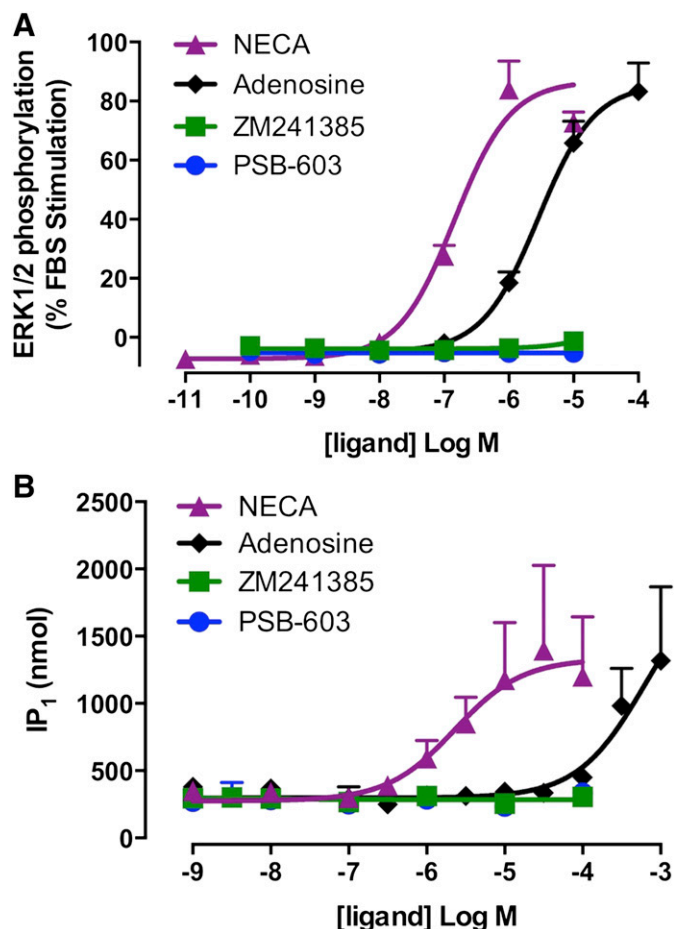 A
ERK1/2 phosphorylation
(% FBS Stimulation)
100
80
60
40
20
0
NECA
Adenosine
ZM241385
PSB-603
-11 -10 -9 -8 -7 -6 -5 -4
[ligand] Log M
B
IP1 (nmol)
2500
2000
1500
1000
500
0
NECA
Adenosine
ZM241385
PSB-603
-9 -8 -7 -6 -5 -4 -3
[ligand] Log M